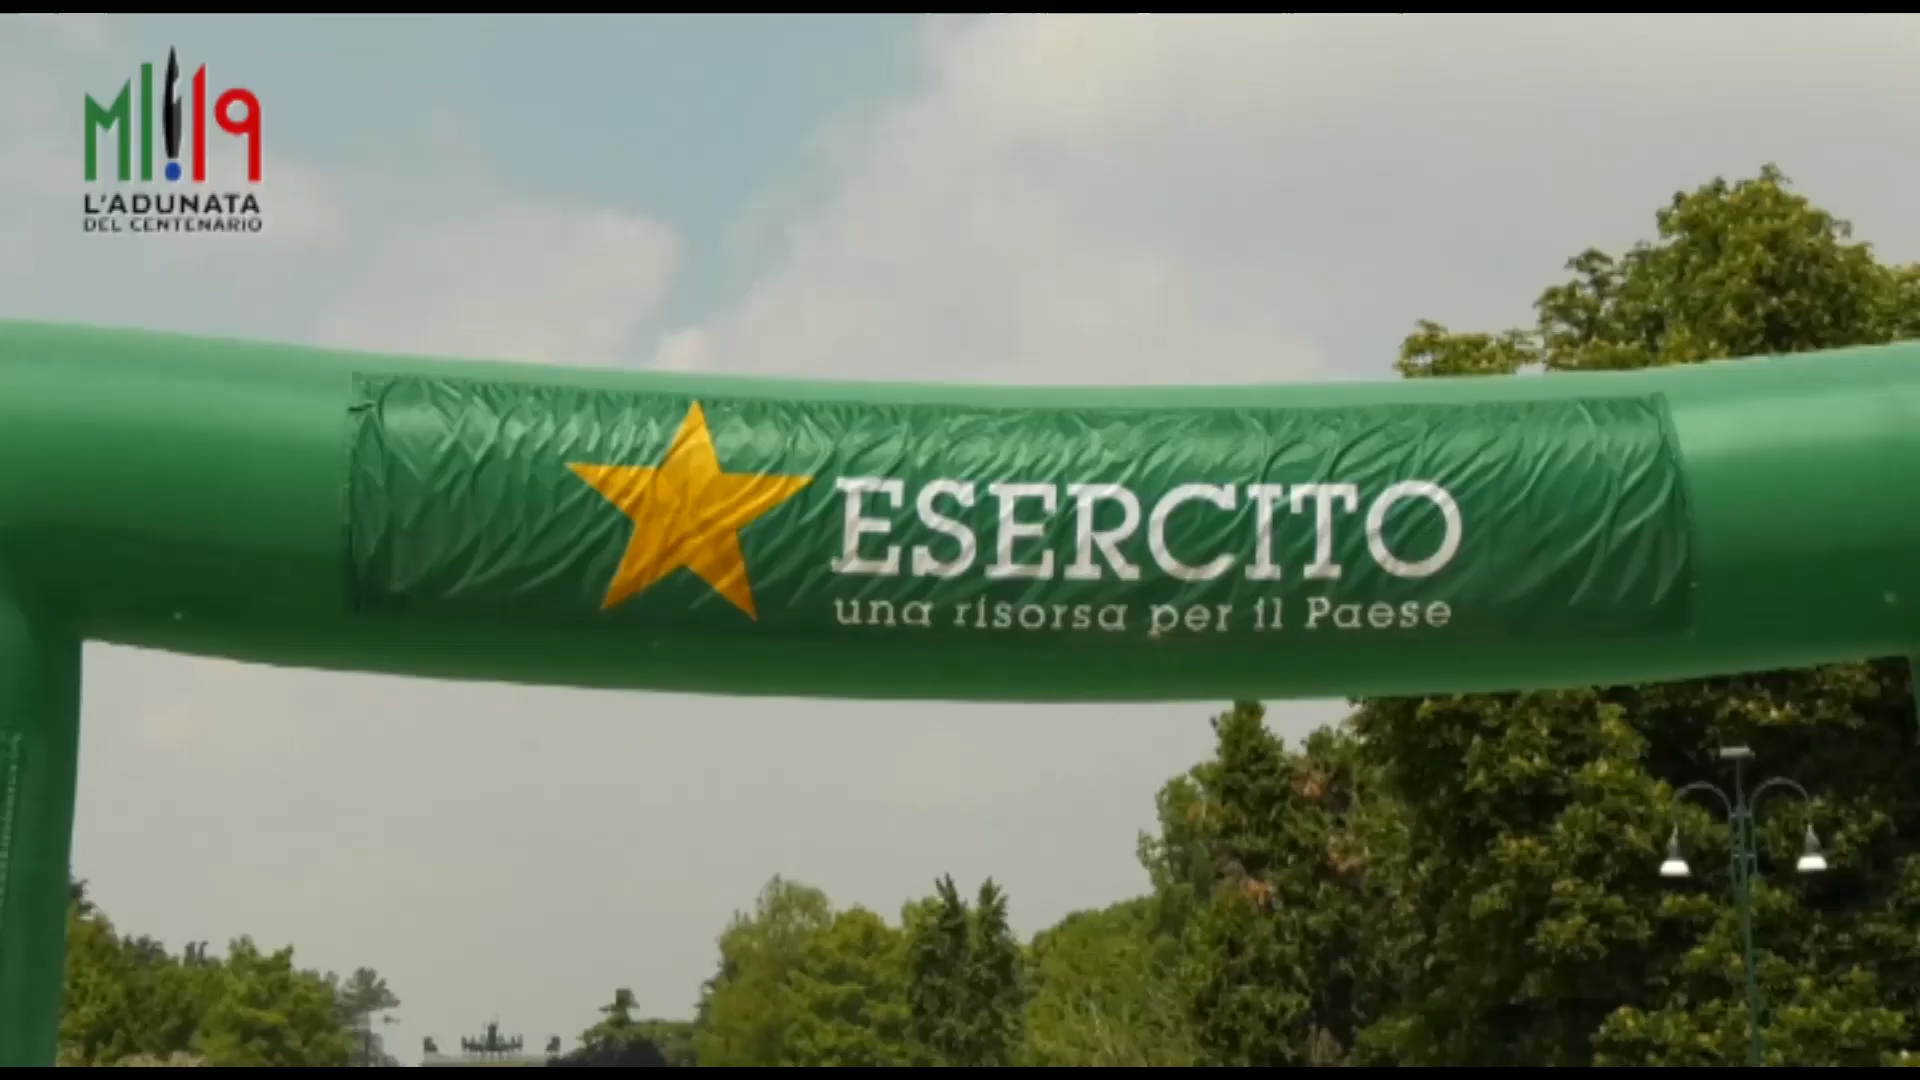 MI!19
L'ADUNATA
DEL CENTENARIO
ESERCITO
una risorsa per il Paese